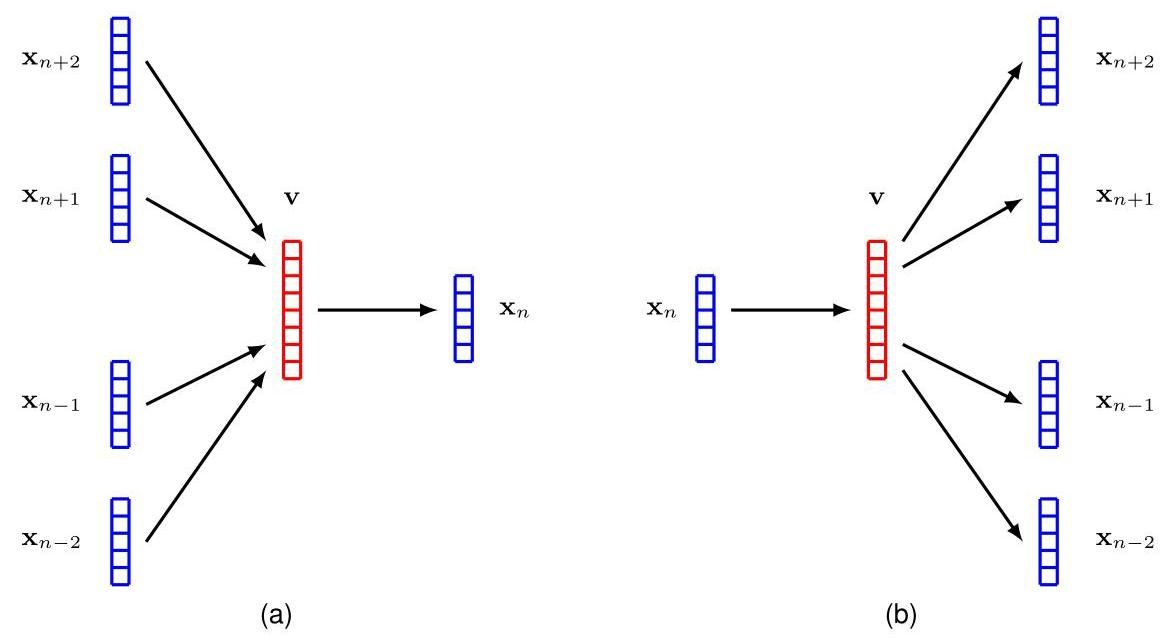 x_{n+2}
x_{n+1}
v
x_n
x_{n−1}
x_{n−2}
(a)
x_{n+2}
x_{n+1}
v
x_n
x_{n−1}
x_{n−2}
(b)